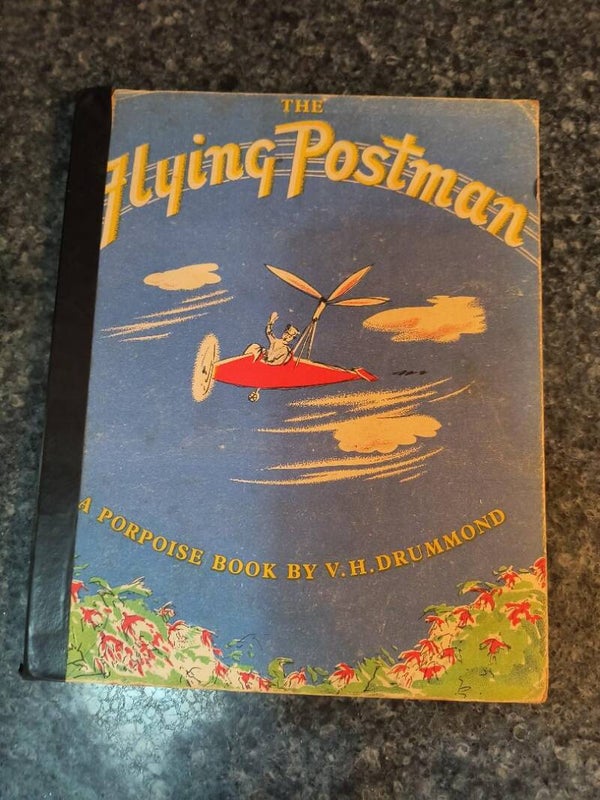 THE
Flying Postman
A PORPOISE BOOK BY V.H.DRUMMOND